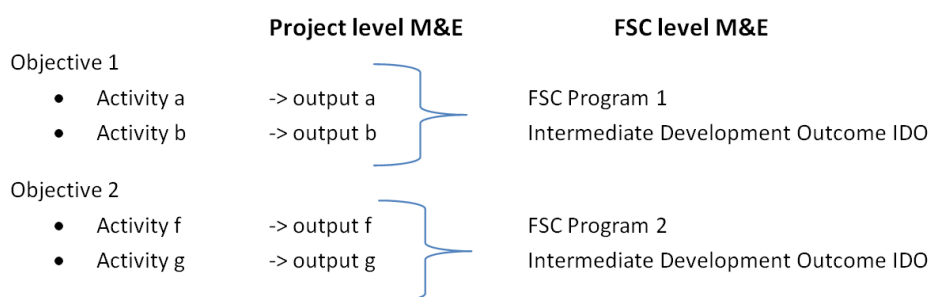 Project level M&E FSC level M&E
Objective 1
• Activity a -> output a FSC Program 1
• Activity b -> output b Intermediate Development Outcome IDO
Objective 2
• Activity f -> output f FSC Program 2
• Activity g -> output g Intermediate Development Outcome IDO